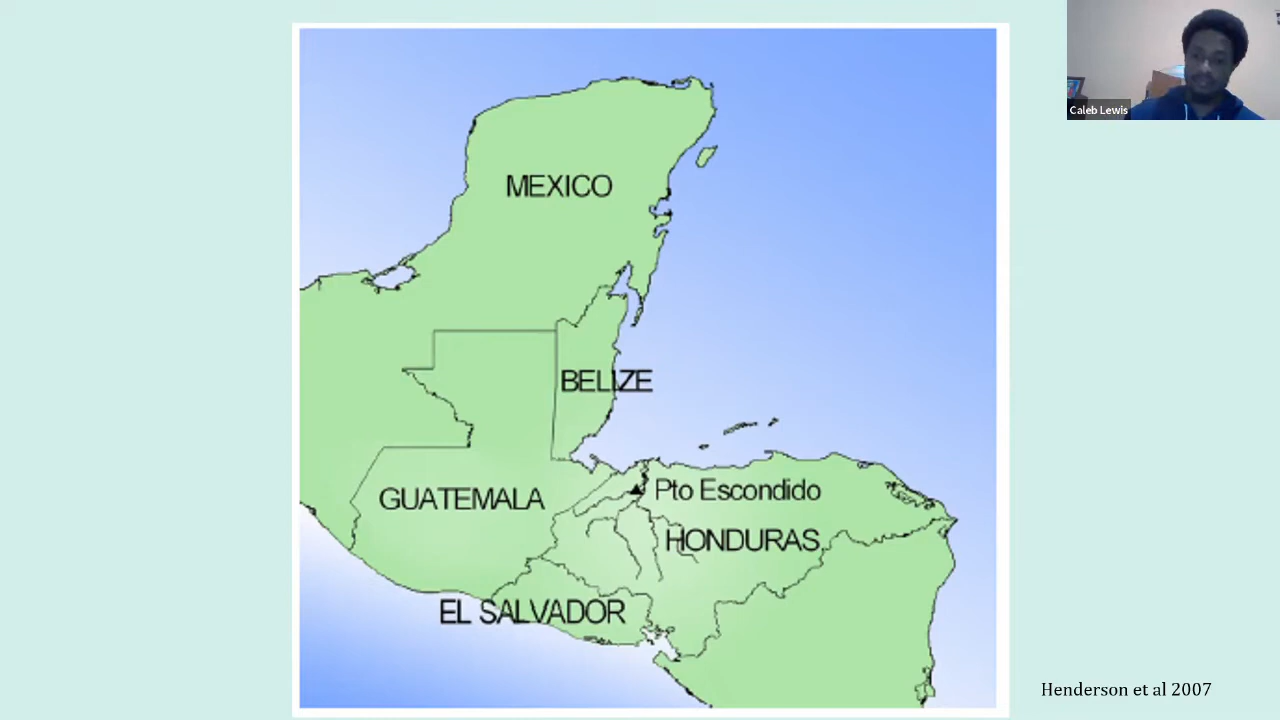 Caleb Lewis
MEXICO
BELIZE
Pto Escondido
GUATEMALA
HONDURAS
EL SALVADOR
Henderson et al 2007